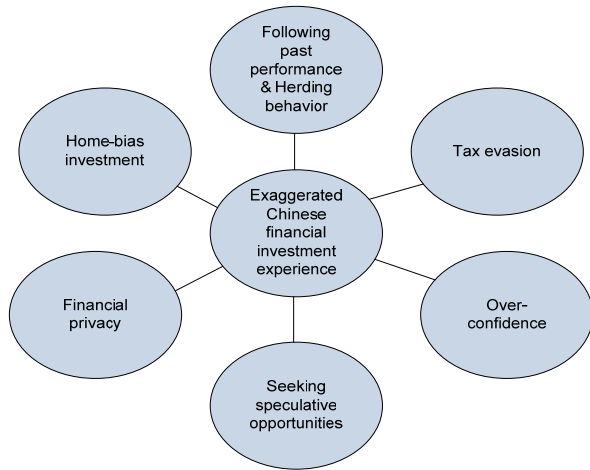 Following
past
performance
& Herding
behavior
Home-bias
investment
Tax evasion
Exaggerated
Chinese
financial
investment
experience
Financial
privacy
Over-
confidence
Seeking
speculative
opportunities